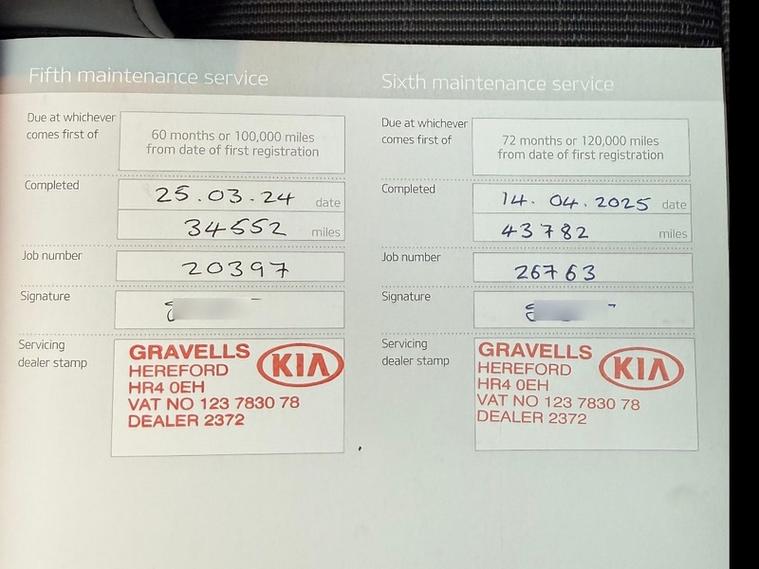 Fifth maintenance service
Due at whichever
comes first of
60 months or 100,000 miles
from date of first registration
Completed
25.03.24 date
34552 miles
Job number
20397
Signature
Servicing
dealer stamp
GRAVELLS
HEREFORD
HR4 0EH
VAT NO 123 7830 78
DEALER 2372
KIA
Sixth maintenance service
Due at whichever
comes first of
72 months or 120,000 miles
from date of first registration
Completed
14. 04. 2025 date
43782 miles
Job number
26763
Signature
Servicing
dealer stamp
GRAVELLS
HEREFORD
HR4 0EH
VAT NO 123 7830 78
DEALER 2372
KIA